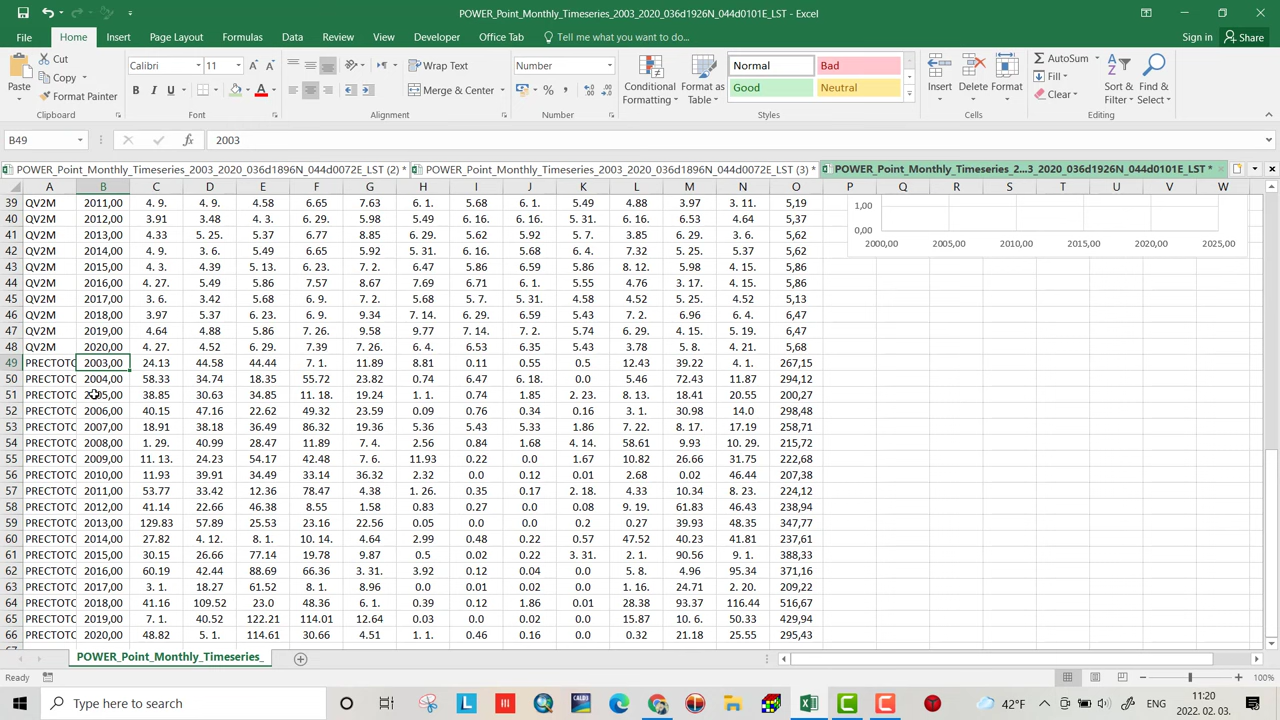 POWER_Point_Monthly_Timeseries_2003_2020_036d1926N_044d0101E_LST - Excel
File Home Insert Page Layout Formulas Data Review View Developer Office Tab Tell me what you want to do... Sign in Share
Cut
Copy
Format Painter
Paste
Clipboard
Calibri 11
B I U
Font
Wrap Text
Merge & Center
Alignment
Number
Number
Conditional Formatting
Format as Table
Normal Bad
Good Neutral
Styles
Insert Delete Format
Cells
AutoSum
Fill
Clear
Sort & Filter
Find & Select
Editing
B49 fx 2003
POWER_Point_Monthly_Timeseries_2003_2020_036d1896N_044d0072E_LST (2) * POWER_Point_Monthly_Timeseries_2003_2020_036d1896N_044d0072E_LST (3) * POWER_Point_Monthly_Timeseries_2...3_2020_036d1926N_044d0101E_LST *
A B C D E F G H I J K L M N O P Q R S T U V W
39 QV2M 2011,00 4. 9. 4. 9. 4.58 6.65 7.63 6. 1. 5.68 6. 1. 5.49 4.88 3.97 3. 11. 5,19
40 QV2M 2012,00 3.91 3.48 4. 3. 6. 29. 5.98 5.49 6. 16. 6. 16. 5.31 6. 16. 6.53 4.64 5,37
41 QV2M 2013,00 4.33 5. 25. 5.37 6.77 8.85 6. 29. 5.62 5.92 5. 7. 3.85 6. 29. 3. 6. 5,62
42 QV2M 2014,00 4. 9. 3. 6. 5.49 6.65 5.92 5. 31. 6. 16. 5.68 6. 4. 7.32 5. 25. 5.37 5,62
43 QV2M 2015,00 4. 3. 4.39 5. 13. 6. 23. 7. 2. 6.47 5.86 6.59 5.86 8. 12. 5.98 4. 15. 5,86
44 QV2M 2016,00 4. 27. 5.49 5.86 7.57 8.67 7.69 6.71 6. 1. 5.55 4.76 3. 17. 4. 3. 5,86
45 QV2M 2017,00 3. 6. 3.42 5.68 6. 9. 7. 2. 5.68 5. 7. 5. 31. 4.58 4.52 5. 25. 4.52 5,13
46 QV2M 2018,00 3.97 5.37 6. 23. 6. 9. 9.34 7. 14. 6. 29. 6.59 5.43 7. 2. 6.96 6. 4. 6,47
47 QV2M 2019,00 4.64 4.88 5.86 7. 26. 9.58 9.77 7. 14. 7. 2. 5.74 6. 29. 4. 15. 5. 19. 6,47
48 QV2M 2020,00 4. 27. 4.52 6. 29. 7.39 7. 26. 6. 4. 6.53 6.35 5.43 3.78 5. 8. 4. 21. 5,68
49 PRECTOTC 2003,00 24.13 44.58 44.44 7. 1. 11.89 8.81 0.11 0.55 0.5 12.43 39.22 4. 1. 267,15
50 PRECTOTC 2004,00 58.33 34.74 18.35 55.72 23.82 0.74 6.47 6. 18. 0.0 5.46 72.43 11.87 294,12
51 PRECTOTC 2005,00 38.85 30.63 34.85 11. 18. 19.24 1. 1. 0.74 1.85 2. 23. 8. 13. 18.41 20.55 200,27
52 PRECTOTC 2006,00 40.15 47.16 22.62 49.32 23.59 0.09 0.76 0.34 0.16 3. 1. 30.98 14.0 298,48
53 PRECTOTC 2007,00 18.91 38.18 36.49 86.32 19.36 5.36 5.43 5.33 1.86 7. 22. 8. 17. 19.17 258,71
54 PRECTOTC 2008,00 1. 29. 40.99 28.47 11.89 7. 4. 2.56 0.84 1.68 4. 14. 58.61 9.93 10. 29. 215,72
55 PRECTOTC 2009,00 11. 13. 24.23 54.17 42.48 7. 6. 11.93 0.22 0.0 1.67 10.82 26.66 39.31 222,68
56 PRECTOTC 2010,00 11.93 39.91 34.49 33.14 36.32 2.32 0.0 0.12 0.01 2.68 0.02 46.44 207,38
57 PRECTOTC 2011,00 53.77 33.42 12.36 78.47 4.38 1. 26. 0.35 0.17 2. 18. 4.33 10.34 8. 23. 224,12
58 PRECTOTC 2012,00 41.14 22.66 46.38 8.55 1.58 0.83 0.27 0.0 0.08 9. 19. 61.83 46.43 238,94
59 PRECTOTC 2013,00 129.83 57.89 25.53 23.16 22.56 0.05 0.0 0.0 0.2 0.27 39.93 48.35 347,77
60 PRECTOTC 2014,00 27.82 4. 12. 8. 1. 10. 14. 4.64 2.99 0.48 0.22 0.55 47.52 40.23 41.81 237,61
61 PRECTOTC 2015,00 30.15 26.66 77.14 19.78 9.87 0.5 0.02 0.22 3. 31. 2. 1. 90.56 9. 1. 388,33
62 PRECTOTC 2016,00 60.19 42.44 88.69 66.36 3. 31. 3.92 0.12 0.04 0.0 5. 8. 4.96 95.34 371,16
63 PRECTOTC 2017,00 3. 1. 18.27 61.52 8. 1. 8.96 0.0 0.01 0.02 0.0 1. 16. 24.71 2. 20. 209,22
64 PRECTOTC 2018,00 41.16 109.52 23.0 48.36 6. 1. 0.39 0.12 1.86 0.01 28.38 93.37 116.44 516,67
65 PRECTOTC 2019,00 7. 1. 40.52 122.21 114.01 12.64 0.03 0.0 0.02 0.0 15.87 10. 6. 50.33 429,94
66 PRECTOTC 2020,00 48.82 5. 1. 114.61 30.66 4.51 1. 1. 0.46 0.16 0.0 0.32 21.18 25.55 295,43
1,00
0,00
2000,00 2005,00 2010,00 2015,00 2020,00 2025,00
POWER_Point_Monthly_Timeseries_
Ready 100%
Type here to search
42°F ENG 11:20
2022. 02. 03.